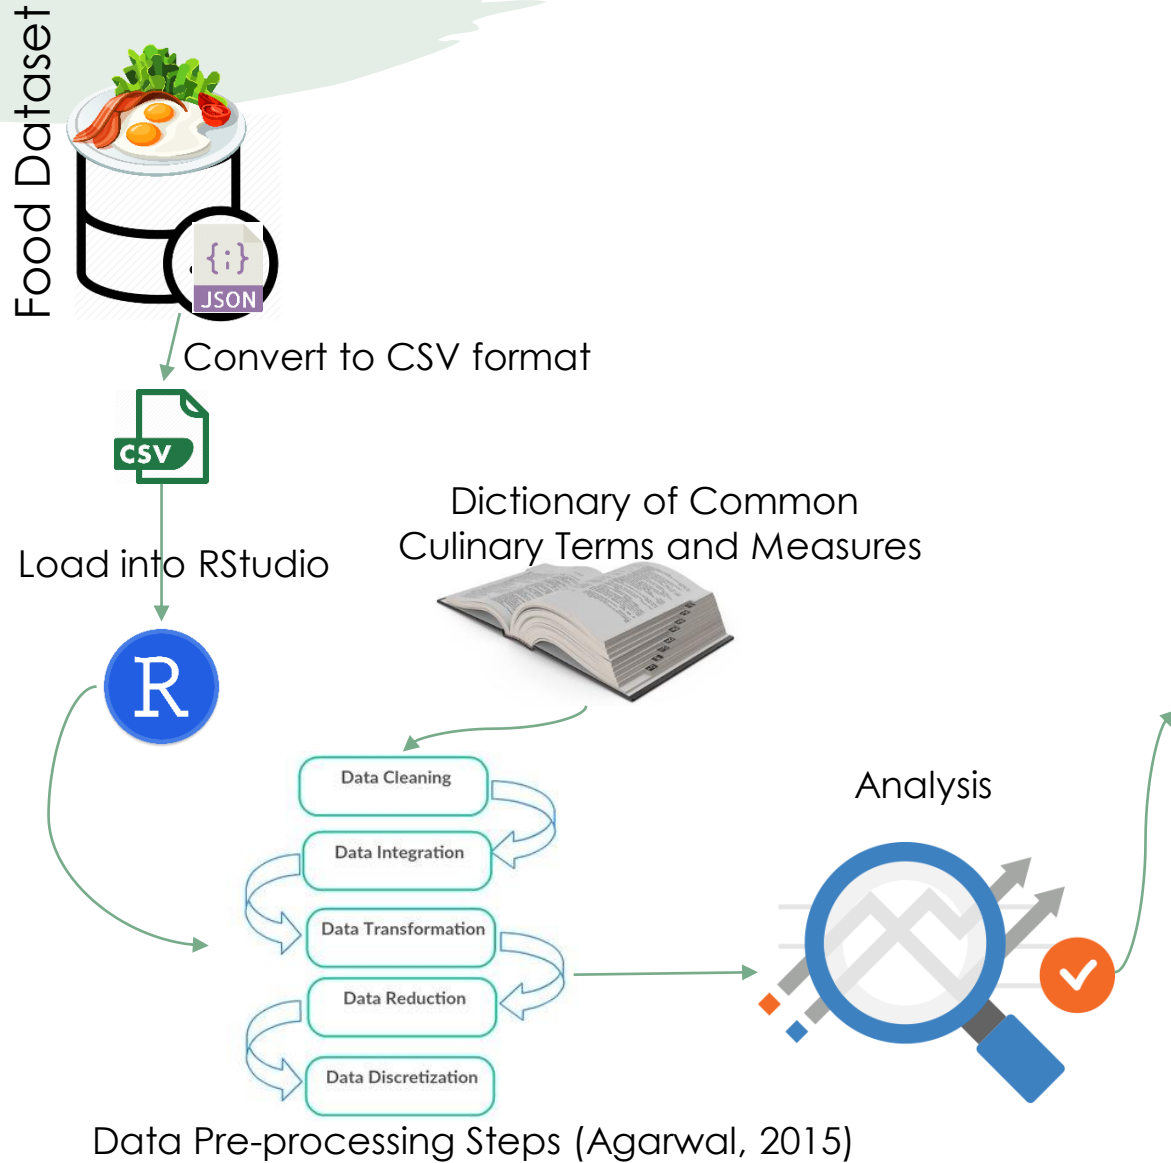 Food Dataset
{;}
JSON
Convert to CSV format
CSV
Load into RStudio
R
Dictionary of Common
Culinary Terms and Measures
Data Cleaning
Data Integration
Data Transformation
Data Reduction
Data Discretization
Data Pre-processing Steps (Agarwal, 2015)
Analysis